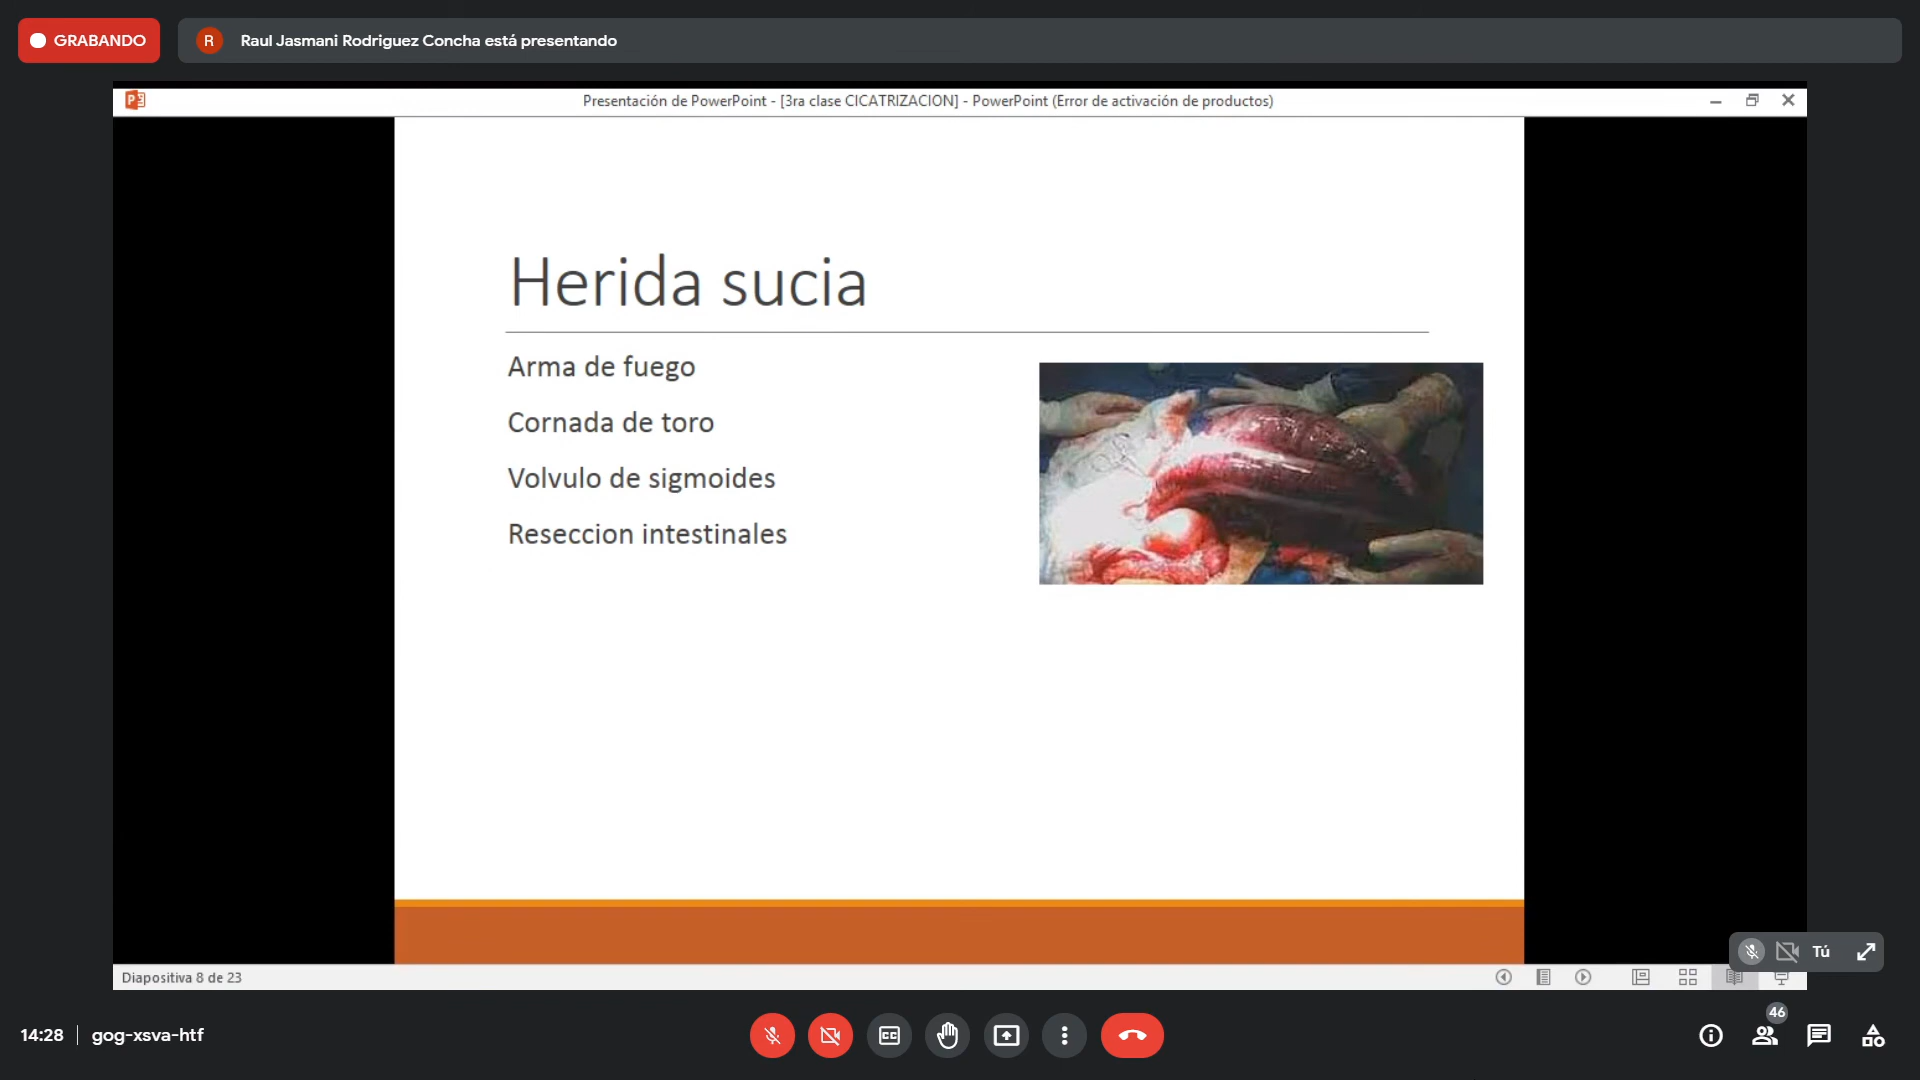 GRABANDO
R
Raul Jasmani Rodriguez Concha está presentando
Presentación de PowerPoint - [3ra clase CICATRIZACION] - PowerPoint (Error de activación de productos)
Herida sucia
Arma de fuego
Cornada de toro
Volvulo de sigmoides
Reseccion intestinales
Tú
Diapositiva 8 de 23
46
14:28
gog-xsva-htf
CC